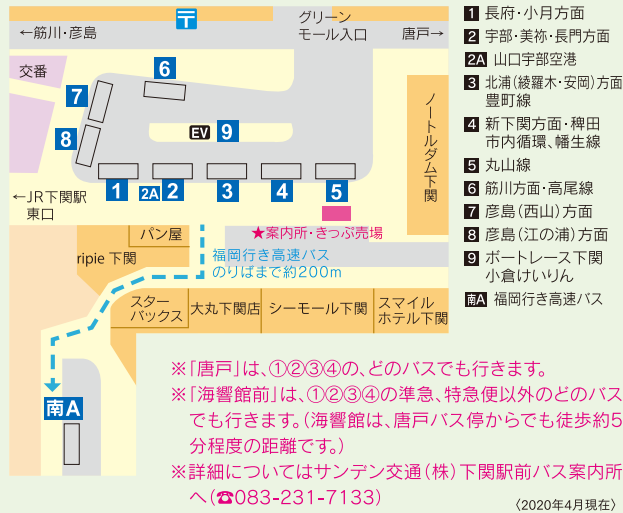 〒
グリーン
モール入口
←筋川・彦島
唐戸→
交番
6
7
8
EV
9
1
2A
2
3
4
5
ノートルダム下関
←JR下関駅
東口
★案内所・きっぷ売場
パン屋
ripie 下関
福岡行き高速バス
のりばまで約200m
スター
バックス
大丸下関店
シーモール下関
スマイル
ホテル下関
南A
1 長府・小月方面
2 宇部・美祢・長門方面
2A 山口宇部空港
3 北浦(綾羅木・安岡)方面
豊町線
4 新下関方面・稗田
市内循環、幡生線
5 丸山線
6 筋川方面・高尾線
7 彦島(西山)方面
8 彦島(江の浦)方面
9 ボートレース下関
小倉けいりん
南A 福岡行き高速バス
※「唐戸」は、①②③④の、どのバスでも行きます。
※「海響館前」は、①②③④の準急、特急便以外のどのバス
でも行きます。(海響館は、唐戸バス停からでも徒歩約5
分程度の距離です。)
※詳細についてはサンデン交通(株)下関駅前バス案内所
へ(☎083-231-7133)
〈2020年4月現在〉